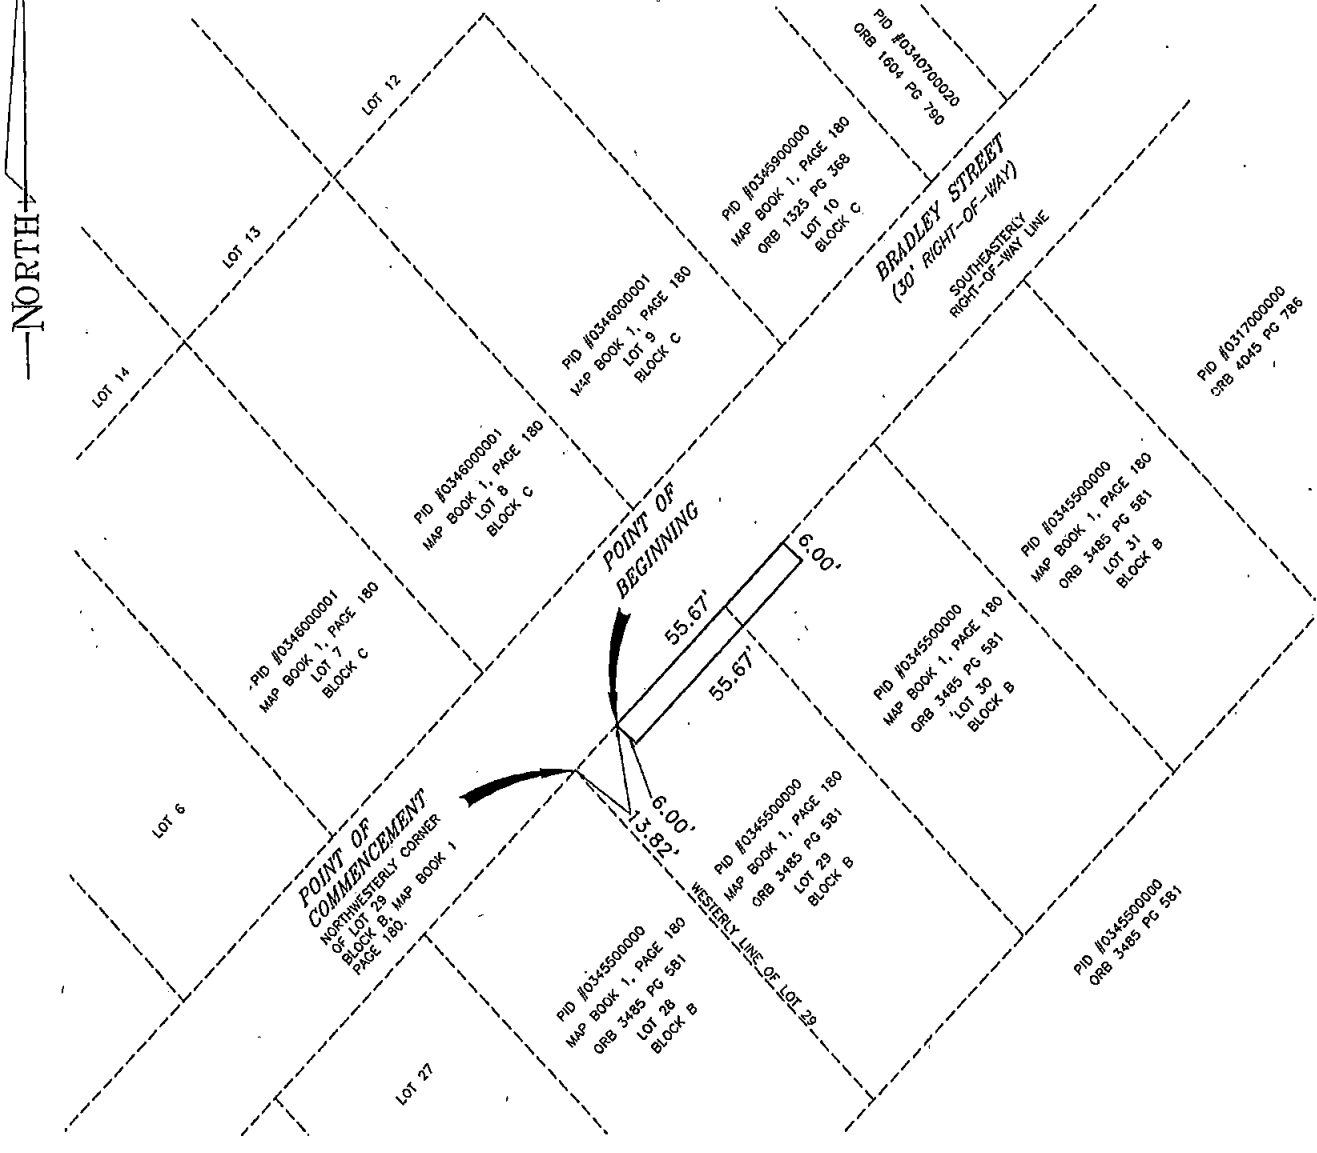 NORTH
LOT 12
LOT 13
LOT 14
PID #0340700020
ORB 1604 PG 790
PID #0345900000
MAP BOOK 1, PAGE 180
ORB 1325 PG 368
LOT 10
BLOCK C
BRADLEY STREET
(30' RIGHT-OF-WAY)
SOUTHEASTERLY
RIGHT-OF-WAY LINE
PID #0346000001
MAP BOOK 1, PAGE 180
LOT 9
BLOCK C
PID #0317000000
ORB 4045 PG 786
PID #0346000001
MAP BOOK 1, PAGE 180
LOT 8
BLOCK C
POINT OF
BEGINNING
PID #0345500000
MAP BOOK 1, PAGE 180
ORB 3485 PG 581
LOT 31
BLOCK B
6.00'
55.67'
55.67'
PID #0346000001
MAP BOOK 1, PAGE 180
LOT 7
BLOCK C
PID #0345500000
MAP BOOK 1, PAGE 180
ORB 3485 PG 581
LOT 30
BLOCK B
LOT 6
POINT OF
COMMENCEMENT
NORTHWESTERLY CORNER
OF LOT 29
BLOCK B, MAP BOOK 1
PAGE 180.
6.00'
13.82'
PID #0345500000
MAP BOOK 1, PAGE 180
ORB 3485 PG 581
LOT 29
BLOCK B
WESTERLY LINE OF LOT 29
PID #0345500000
MAP BOOK 1, PAGE 180
ORB 3485 PG 581
LOT 28
BLOCK B
PID #0345500000
ORB 3485 PG 581
LOT 27